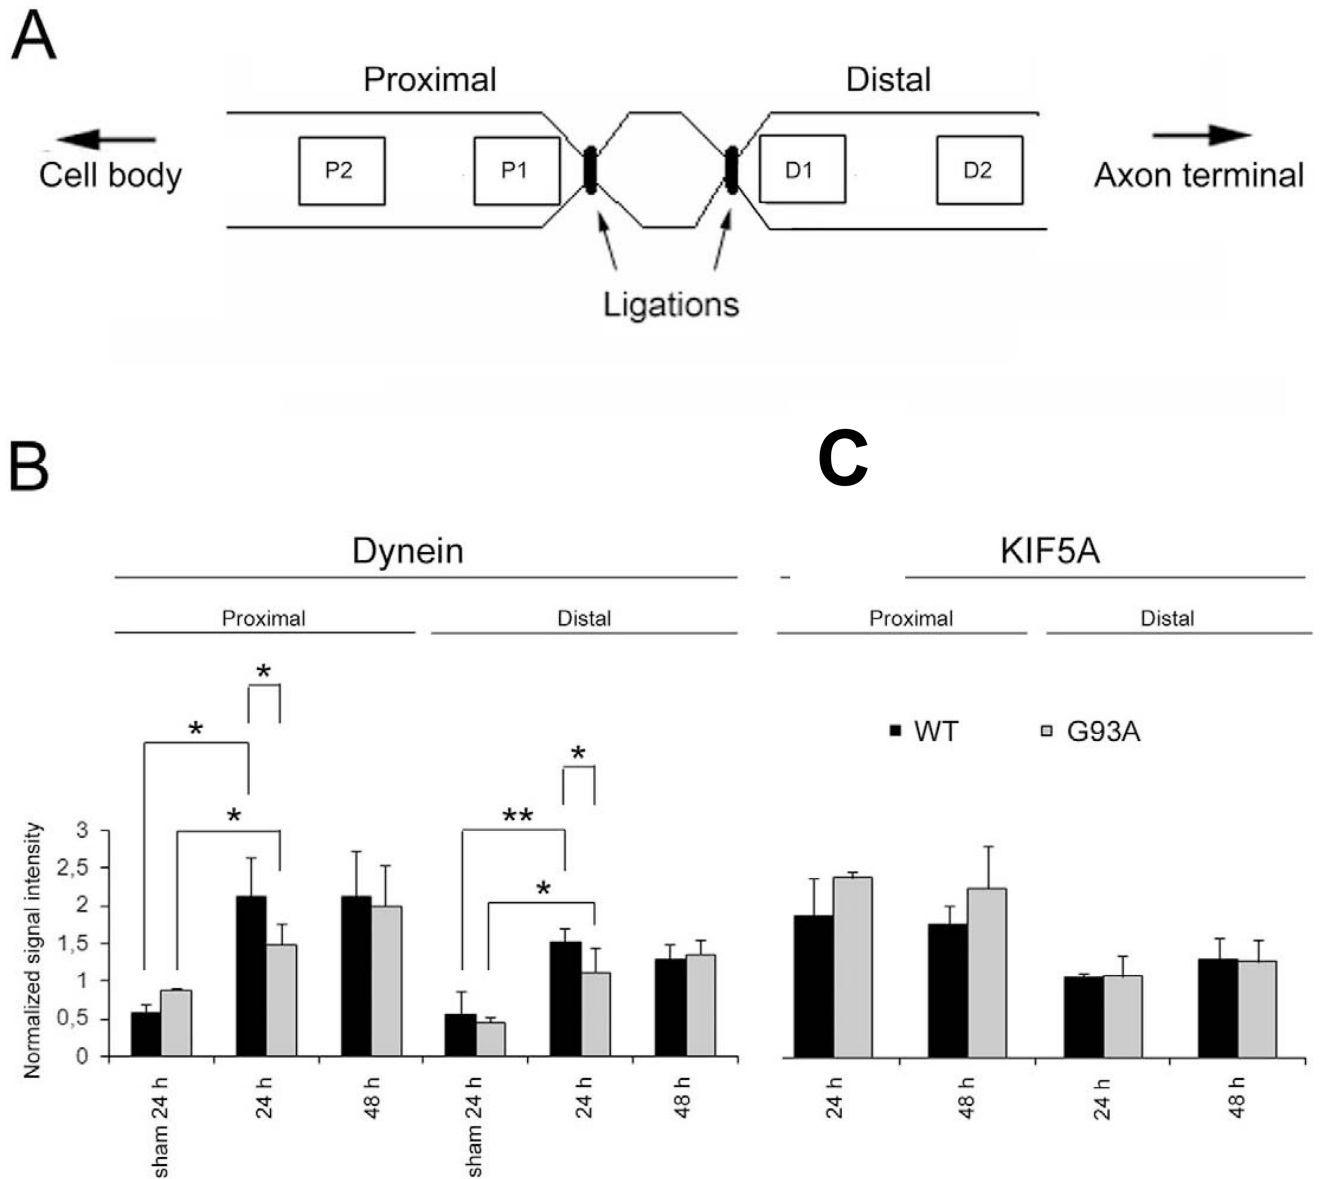 A
Proximal
Distal
Cell body
P2
P1
D1
D2
Axon terminal
Ligations
B
C
Dynein
KIF5A
Proximal
Distal
Proximal
Distal
*
*
*
*
**
*
WT
G93A
Normalized signal intensity
3
2,5
2
1,5
1
0,5
0
sham 24 h
24 h
48 h
sham 24 h
24 h
48 h
24 h
48 h
24 h
48 h